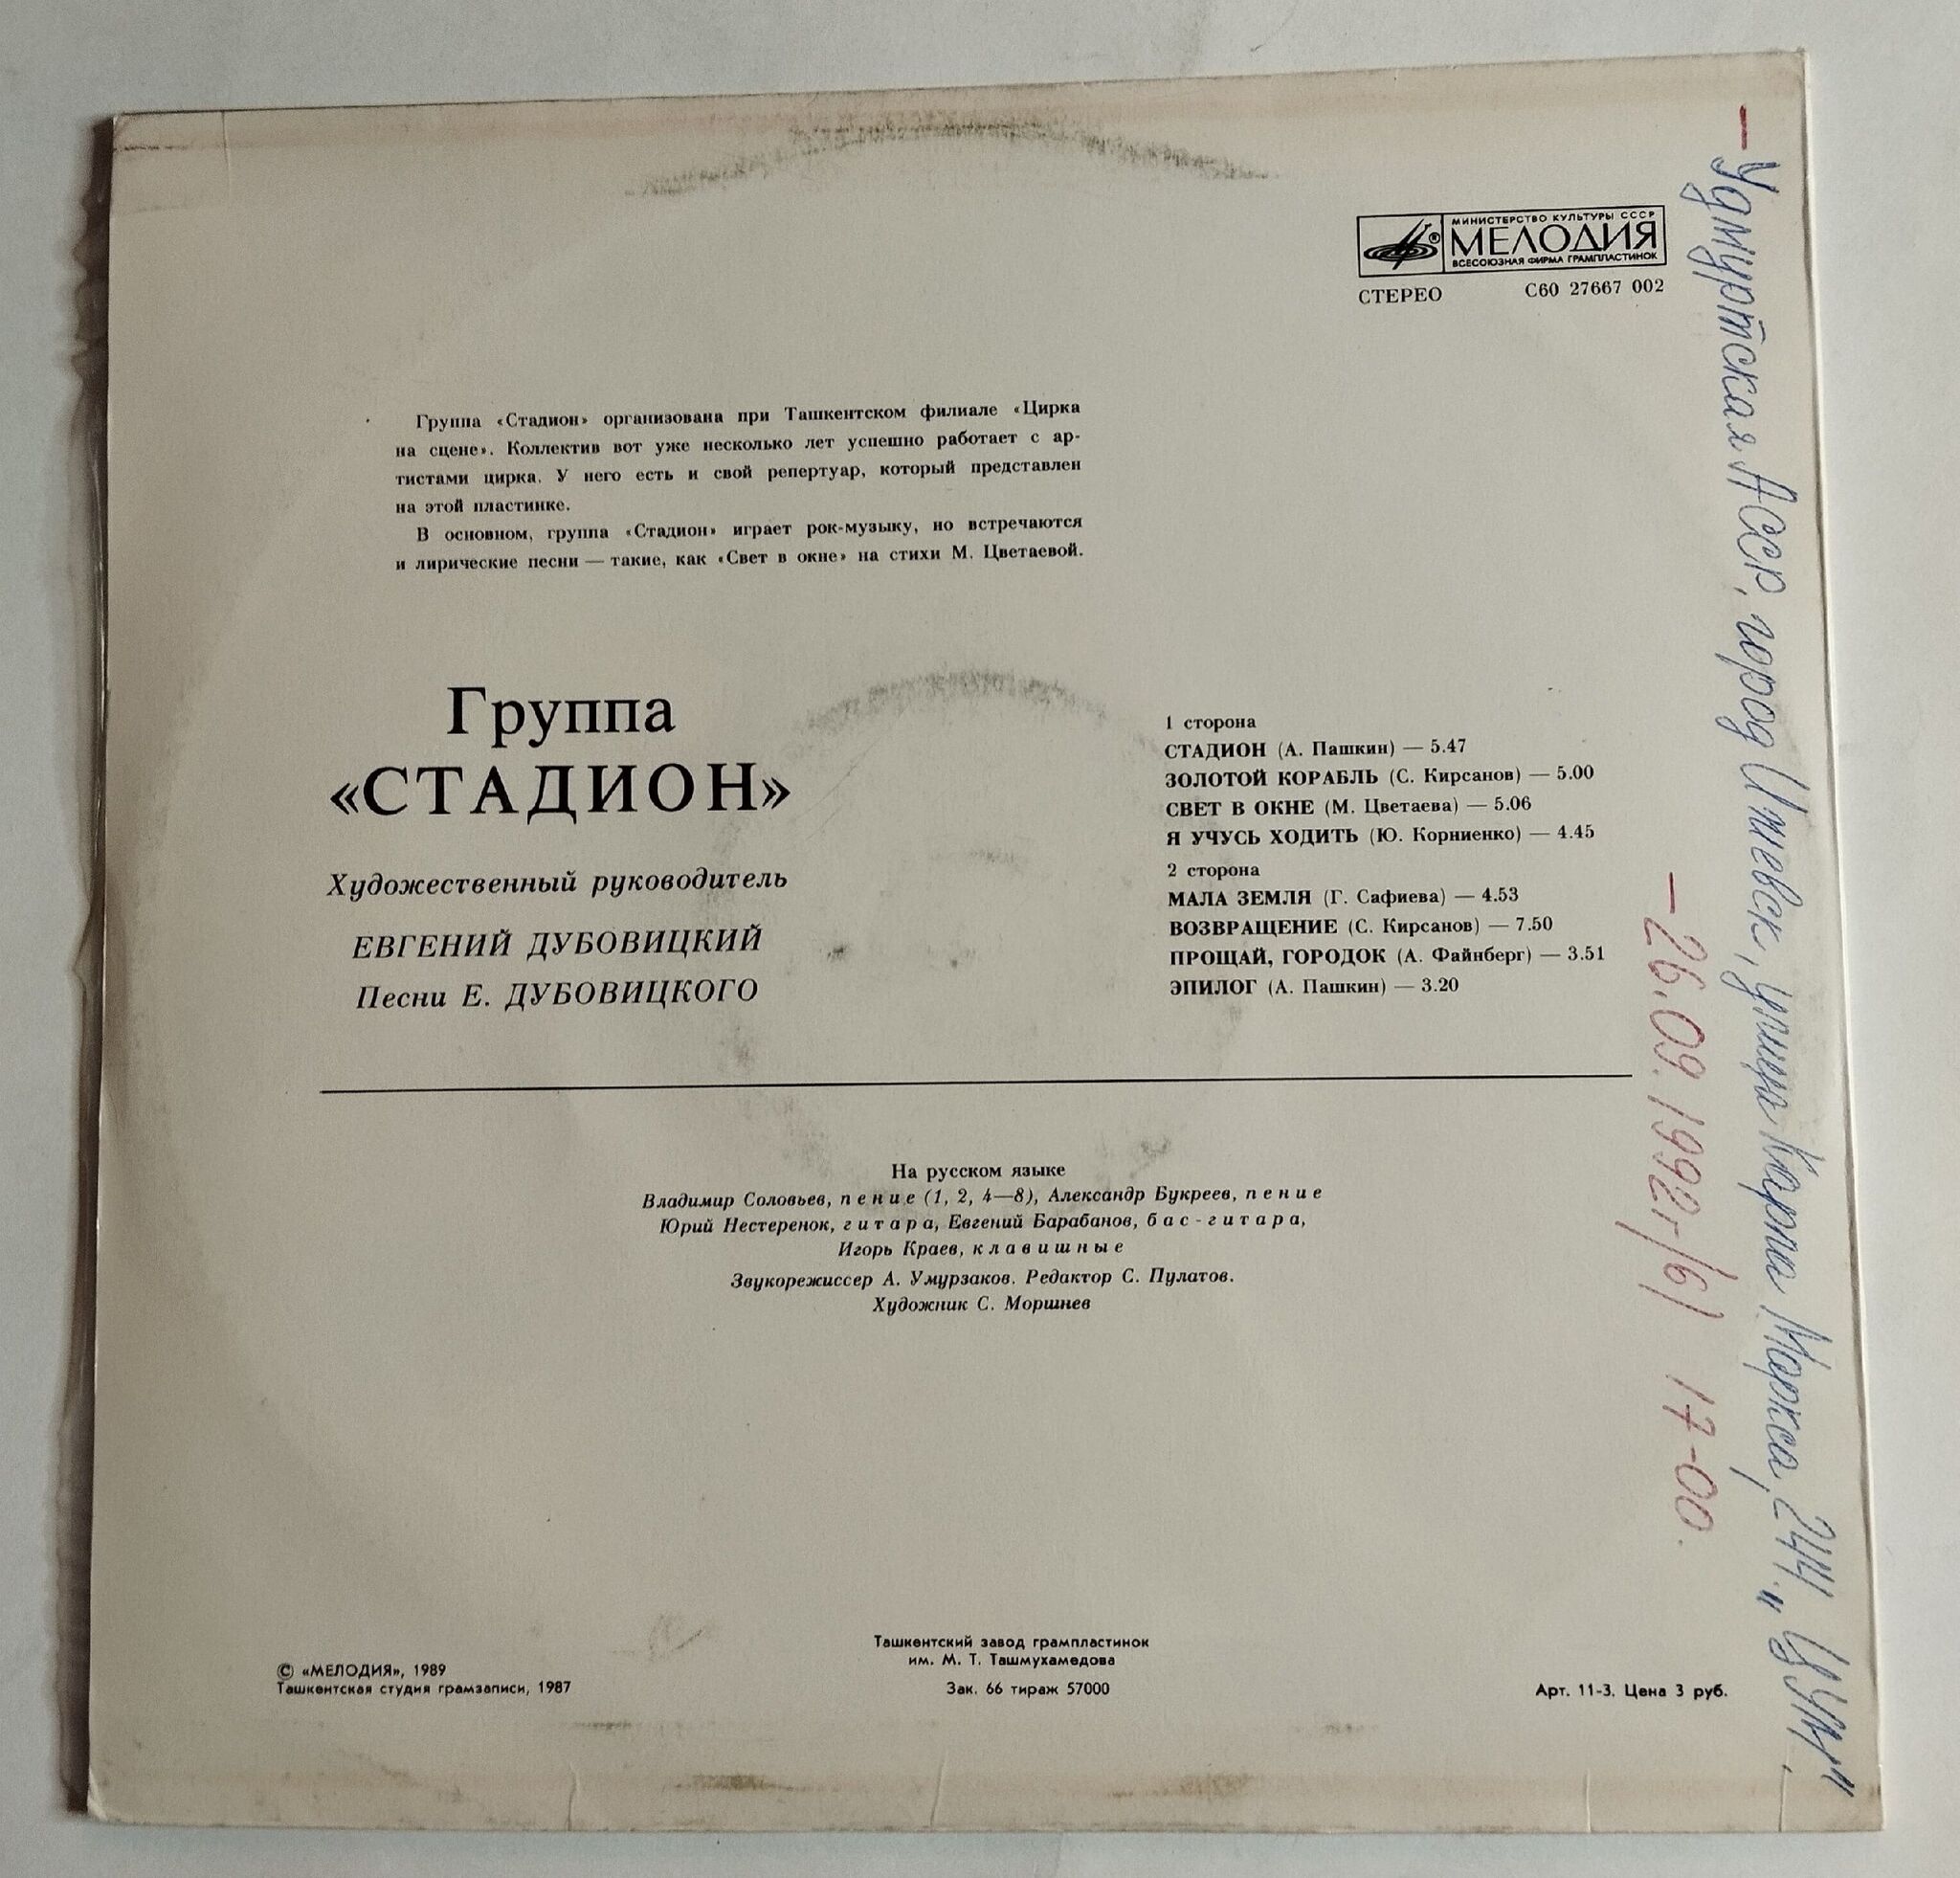 МИНИСТЕРСТВО КУЛЬТУРЫ СССР
МЕЛОДИЯ
ВСЕСОЮЗНАЯ ФИРМА ГРАМПЛАСТИНОК
СТЕРЕО С60 27667 002
Группа «Стадион» организована при Ташкентском филиале «Цирка
на сцене». Коллектив вот уже несколько лет успешно работает с ар-
тистами цирка. У него есть и свой репертуар, который представлен
на этой пластинке.
В основном, группа «Стадион» играет рок-музыку, но встречаются
и лирические песни — такие, как «Свет в окне» на стихи М. Цветаевой.
Группа
«СТАДИОН»
Художественный руководитель
ЕВГЕНИЙ ДУБОВИЦКИЙ
Песни Е. ДУБОВИЦКОГО
1 сторона
СТАДИОН (А. Пашкин) — 5.47
ЗОЛОТОЙ КОРАБЛЬ (С. Кирсанов) — 5.00
СВЕТ В ОКНЕ (М. Цветаева) — 5.06
Я УЧУСЬ ХОДИТЬ (Ю. Корниенко) — 4.45
2 сторона
МАЛА ЗЕМЛЯ (Г. Сафиева) — 4.53
ВОЗВРАЩЕНИЕ (С. Кирсанов) — 7.50
ПРОЩАЙ, ГОРОДОК (А. Файнберг) — 3.51
ЭПИЛОГ (А. Пашкин) — 3.20
На русском языке
Владимир Соловьев, пение (1, 2, 4—8), Александр Букреев, пение
Юрий Нестеренок, гитара, Евгений Барабанов, бас-гитара,
Игорь Краев, клавишные
Звукорежиссер А. Умурзаков. Редактор С. Пулатов.
Художник С. Моршнев
© «МЕЛОДИЯ», 1989
Ташкентская студия грамзаписи, 1987
Ташкентский завод грампластинок
им. М. Т. Ташмухамедова
Зак. 66 тираж 57000
Арт. 11-3. Цена 3 руб.
— Удмуртская АССР, город Ижевск, улица Карла Маркса, 244 „ЦУМ"
— 26.09.1992г/6/ 17-00.